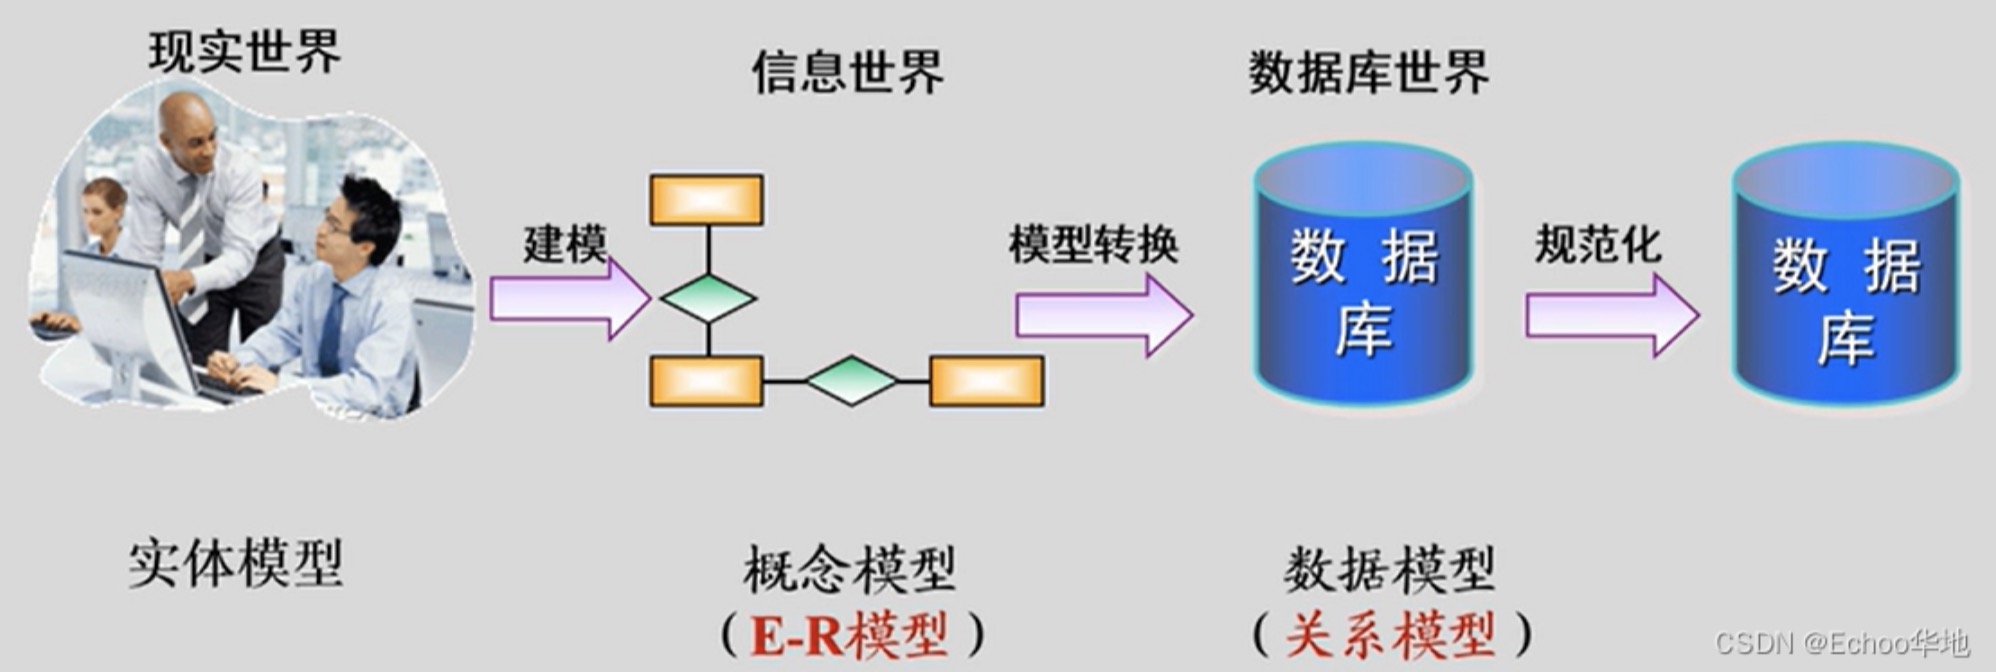 现实世界
信息世界
数据库世界
建模
模型转换
规范化
数据
库
数据
库
实体模型
概念模型
（E-R模型）
数据模型
（关系模型）
CSDN @Echoo华地